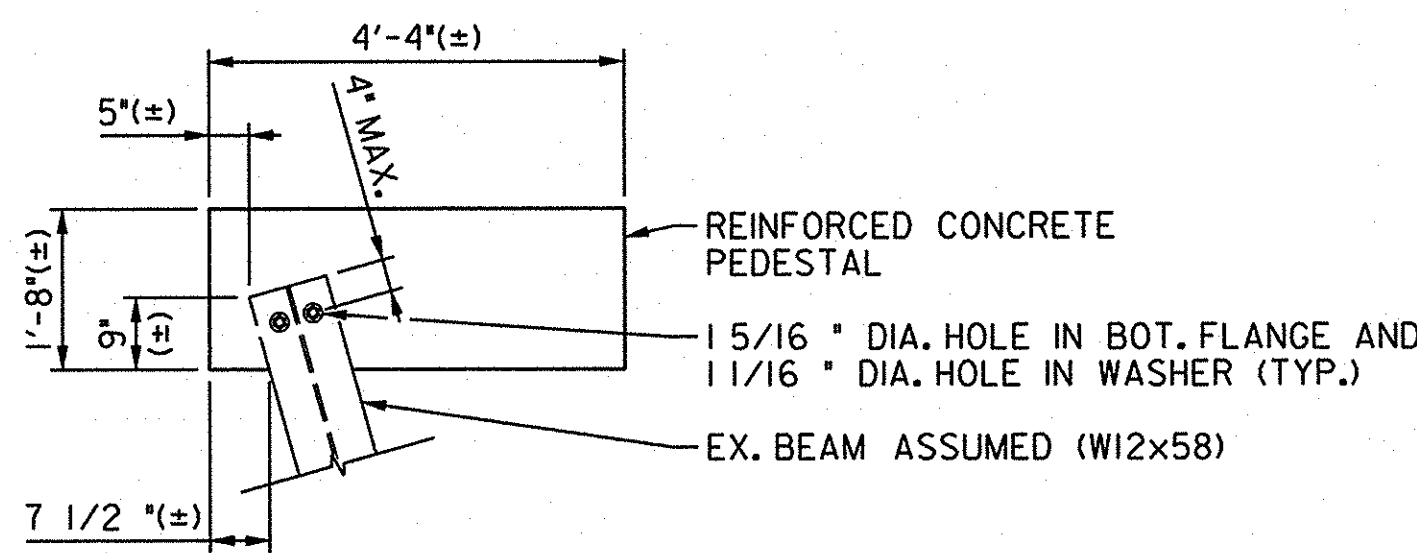 4'-4"(±)
5"(±)
4" MAX.
1'-8"(±)
9"
(±)
REINFORCED CONCRETE
PEDESTAL
1 5/16 " DIA. HOLE IN BOT. FLANGE AND
1 1/16 " DIA. HOLE IN WASHER (TYP.)
EX. BEAM ASSUMED (W12x58)
7 1/2 "(±)